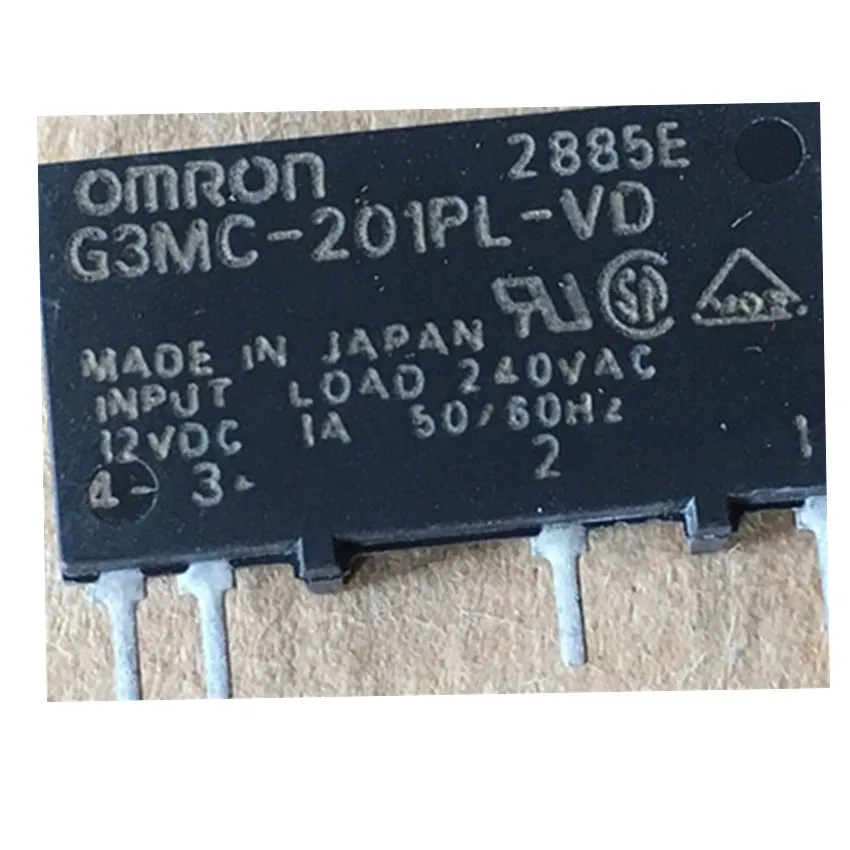 OMRON 2885E
G3MC-201PL-VD
MADE IN JAPAN
INPUT LOAD 240VAC
12VDC 1A 50/60Hz
4- 3+ 2 1